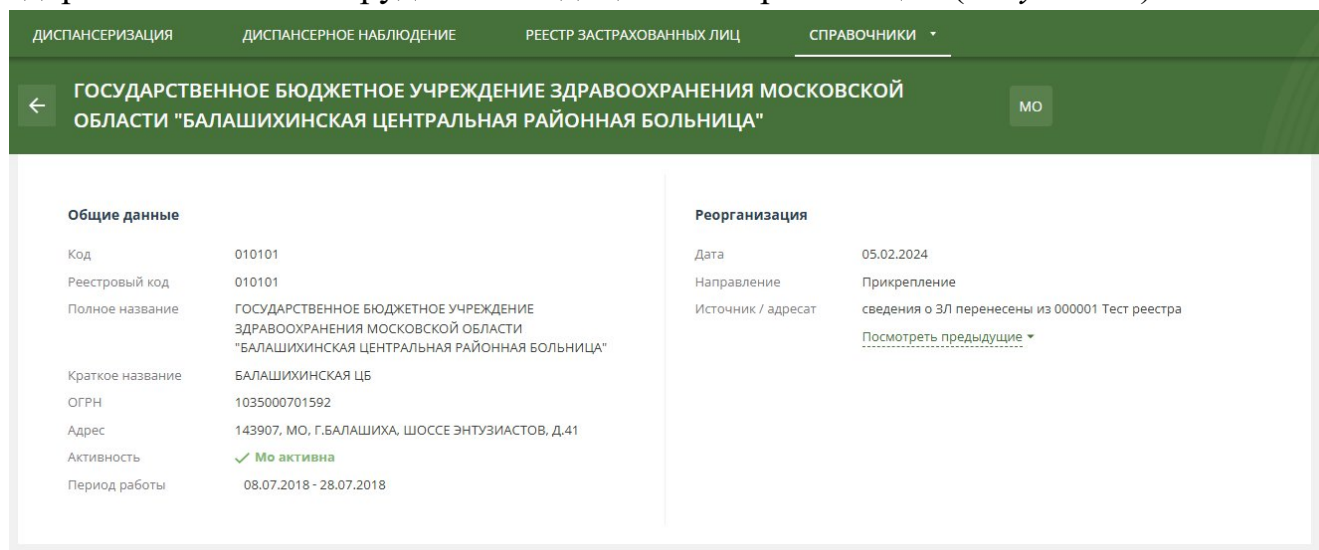 ДИСПАНСЕРИЗАЦИЯ ДИСПАНСЕРНОЕ НАБЛЮДЕНИЕ РЕЕСТР ЗАСТРАХОВАННЫХ ЛИЦ СПРАВОЧНИКИ
ГОСУДАРСТВЕННОЕ БЮДЖЕТНОЕ УЧРЕЖДЕНИЕ ЗДРАВООХРАНЕНИЯ МОСКОВСКОЙ
ОБЛАСТИ "БАЛАШИХИНСКАЯ ЦЕНТРАЛЬНАЯ РАЙОННАЯ БОЛЬНИЦА"
МО
Общие данные
Код 010101
Реестровый код 010101
Полное название ГОСУДАРСТВЕННОЕ БЮДЖЕТНОЕ УЧРЕЖДЕНИЕ
ЗДРАВООХРАНЕНИЯ МОСКОВСКОЙ ОБЛАСТИ
"БАЛАШИХИНСКАЯ ЦЕНТРАЛЬНАЯ РАЙОННАЯ БОЛЬНИЦА"
Краткое название БАЛАШИХИНСКАЯ ЦБ
ОГРН 1035000701592
Адрес 143907, МО, Г.БАЛАШИХА, ШОССЕ ЭНТУЗИАСТОВ, Д.41
Активность Мо активна
Период работы 08.07.2018 - 28.07.2018
Реорганизация
Дата 05.02.2024
Направление Прикрепление
Источник / адресат сведения о ЗЛ перенесены из 000001 Тест реестра
Посмотреть предыдущие